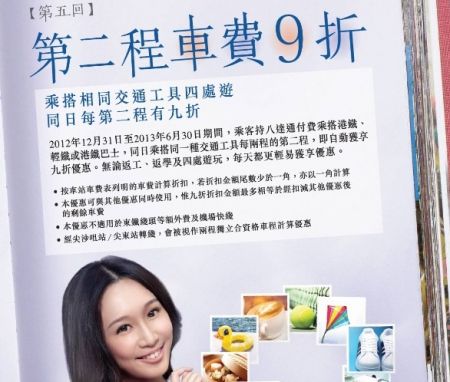 【第五回】
第二程車費9折
乘搭相同交通工具四處遊
同日每第二程有九折
2012年12月31日至2013年6月30日期間，乘客持八達通付費乘搭港鐵、
輕鐵或港鐵巴士，同日乘搭同一種交通工具每兩程的第二程，即自動獲享
九折優惠。無論返工、返學及四處遊玩，每天都更輕易獲享優惠。
• 按車站車費表列明的車費計算折扣，若折扣金額尾數少於一角，亦以一角計算
• 本優惠可與其他優惠同時使用，惟九折折扣金額最多相等於經扣減其他優惠後
的剩餘車費
• 本優惠不適用於東鐵綫頭等額外費及機場快綫
• 經尖沙咀站/尖東站轉綫，會被視作兩程獨立合資格車程計算優惠